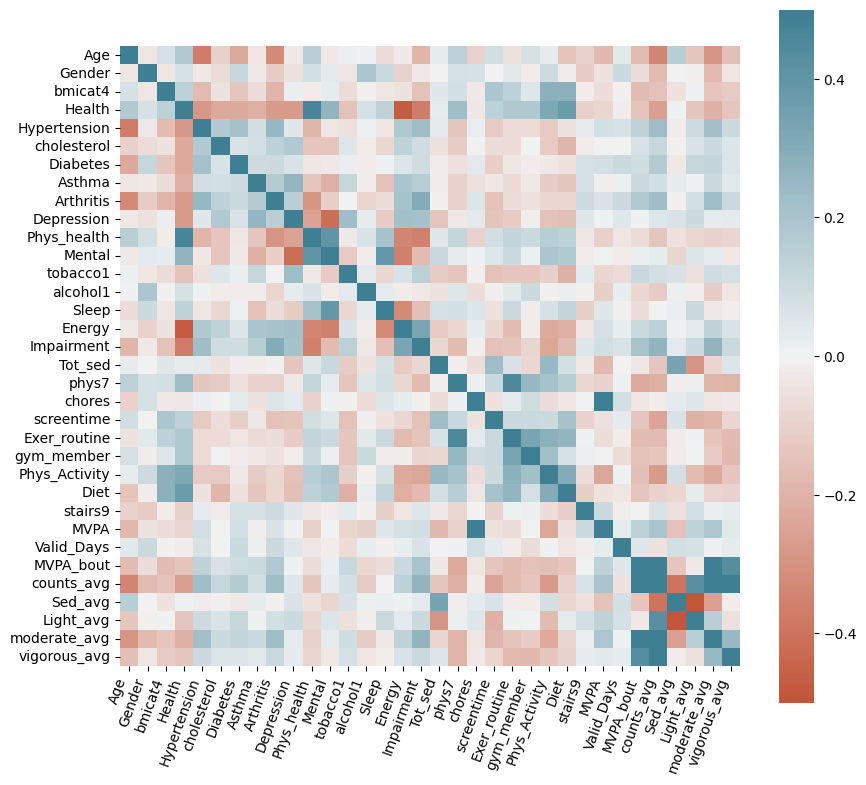 Age
Gender
bmicat4
Health
Hypertension
cholesterol
Diabetes
Asthma
Arthritis
Depression
Phys_health
Mental
tobacco1
alcohol1
Sleep
Energy
Impairment
Tot_sed
phys7
chores
screentime
Exer_routine
gym_member
Phys_Activity
Diet
stairs9
MVPA
Valid_Days
MVPA_bout
counts_avg
Sed_avg
Light_avg
moderate_avg
vigorous_avg
Age
Gender
bmicat4
Health
Hypertension
cholesterol
Diabetes
Asthma
Arthritis
Depression
Phys_health
Mental
tobacco1
alcohol1
Sleep
Energy
Impairment
Tot_sed
phys7
chores
screentime
Exer_routine
gym_member
Phys_Activity
Diet
stairs9
MVPA
Valid_Days
MVPA_bout
counts_avg
Sed_avg
Light_avg
moderate_avg
vigorous_avg
0.4
0.2
0.0
−0.2
−0.4